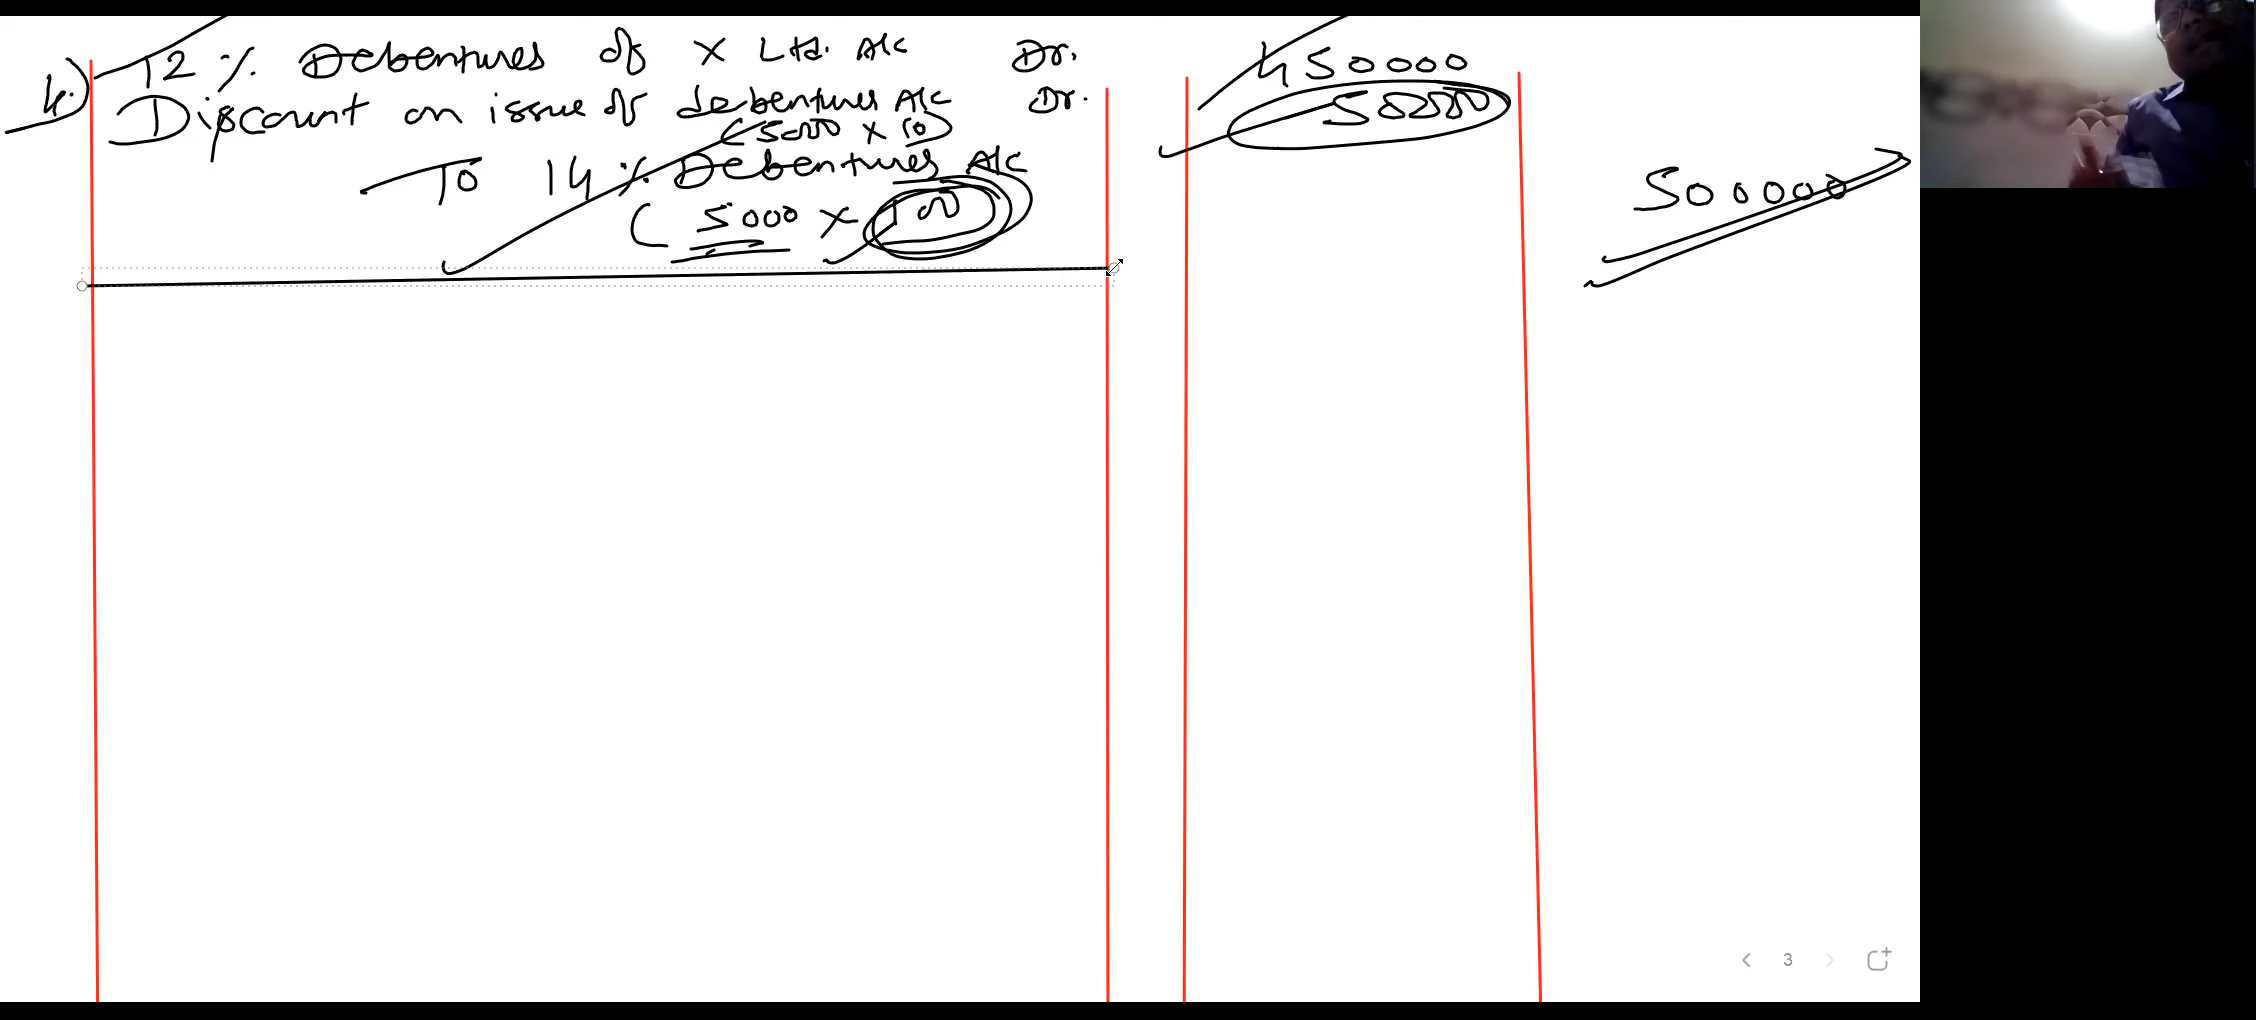 4.) 12 % Debentures of X Ltd. A/c Dr. 450000
Discount on issue of debentures A/c Dr. 50000
(5000 x 10)
To 14 % Debentures A/c 500000
(5000 x 100
3